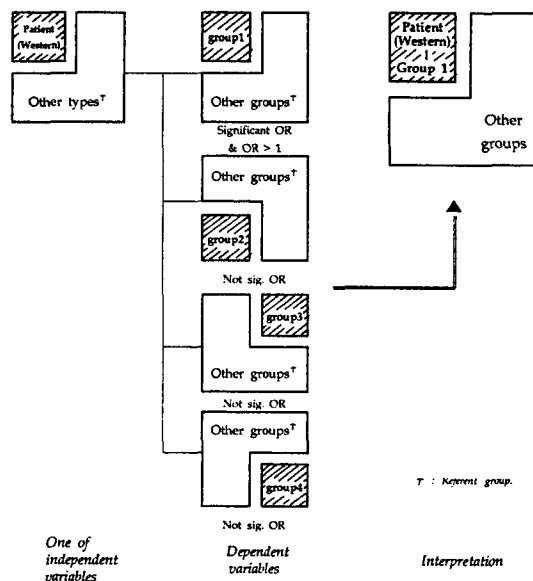 Patient
(Western)
Other types ᵀ
group1
Other groups ᵀ
Significant OR
& OR > 1
Other groups ᵀ
group2
Not sig. OR
group3
Other groups ᵀ
Not sig. OR
Other groups ᵀ
group4
Not sig. OR
Patient
(Western)
|
Group 1
Other
groups
T : Referent group.
One of
independent
variables
Dependent
variables
Interpretation